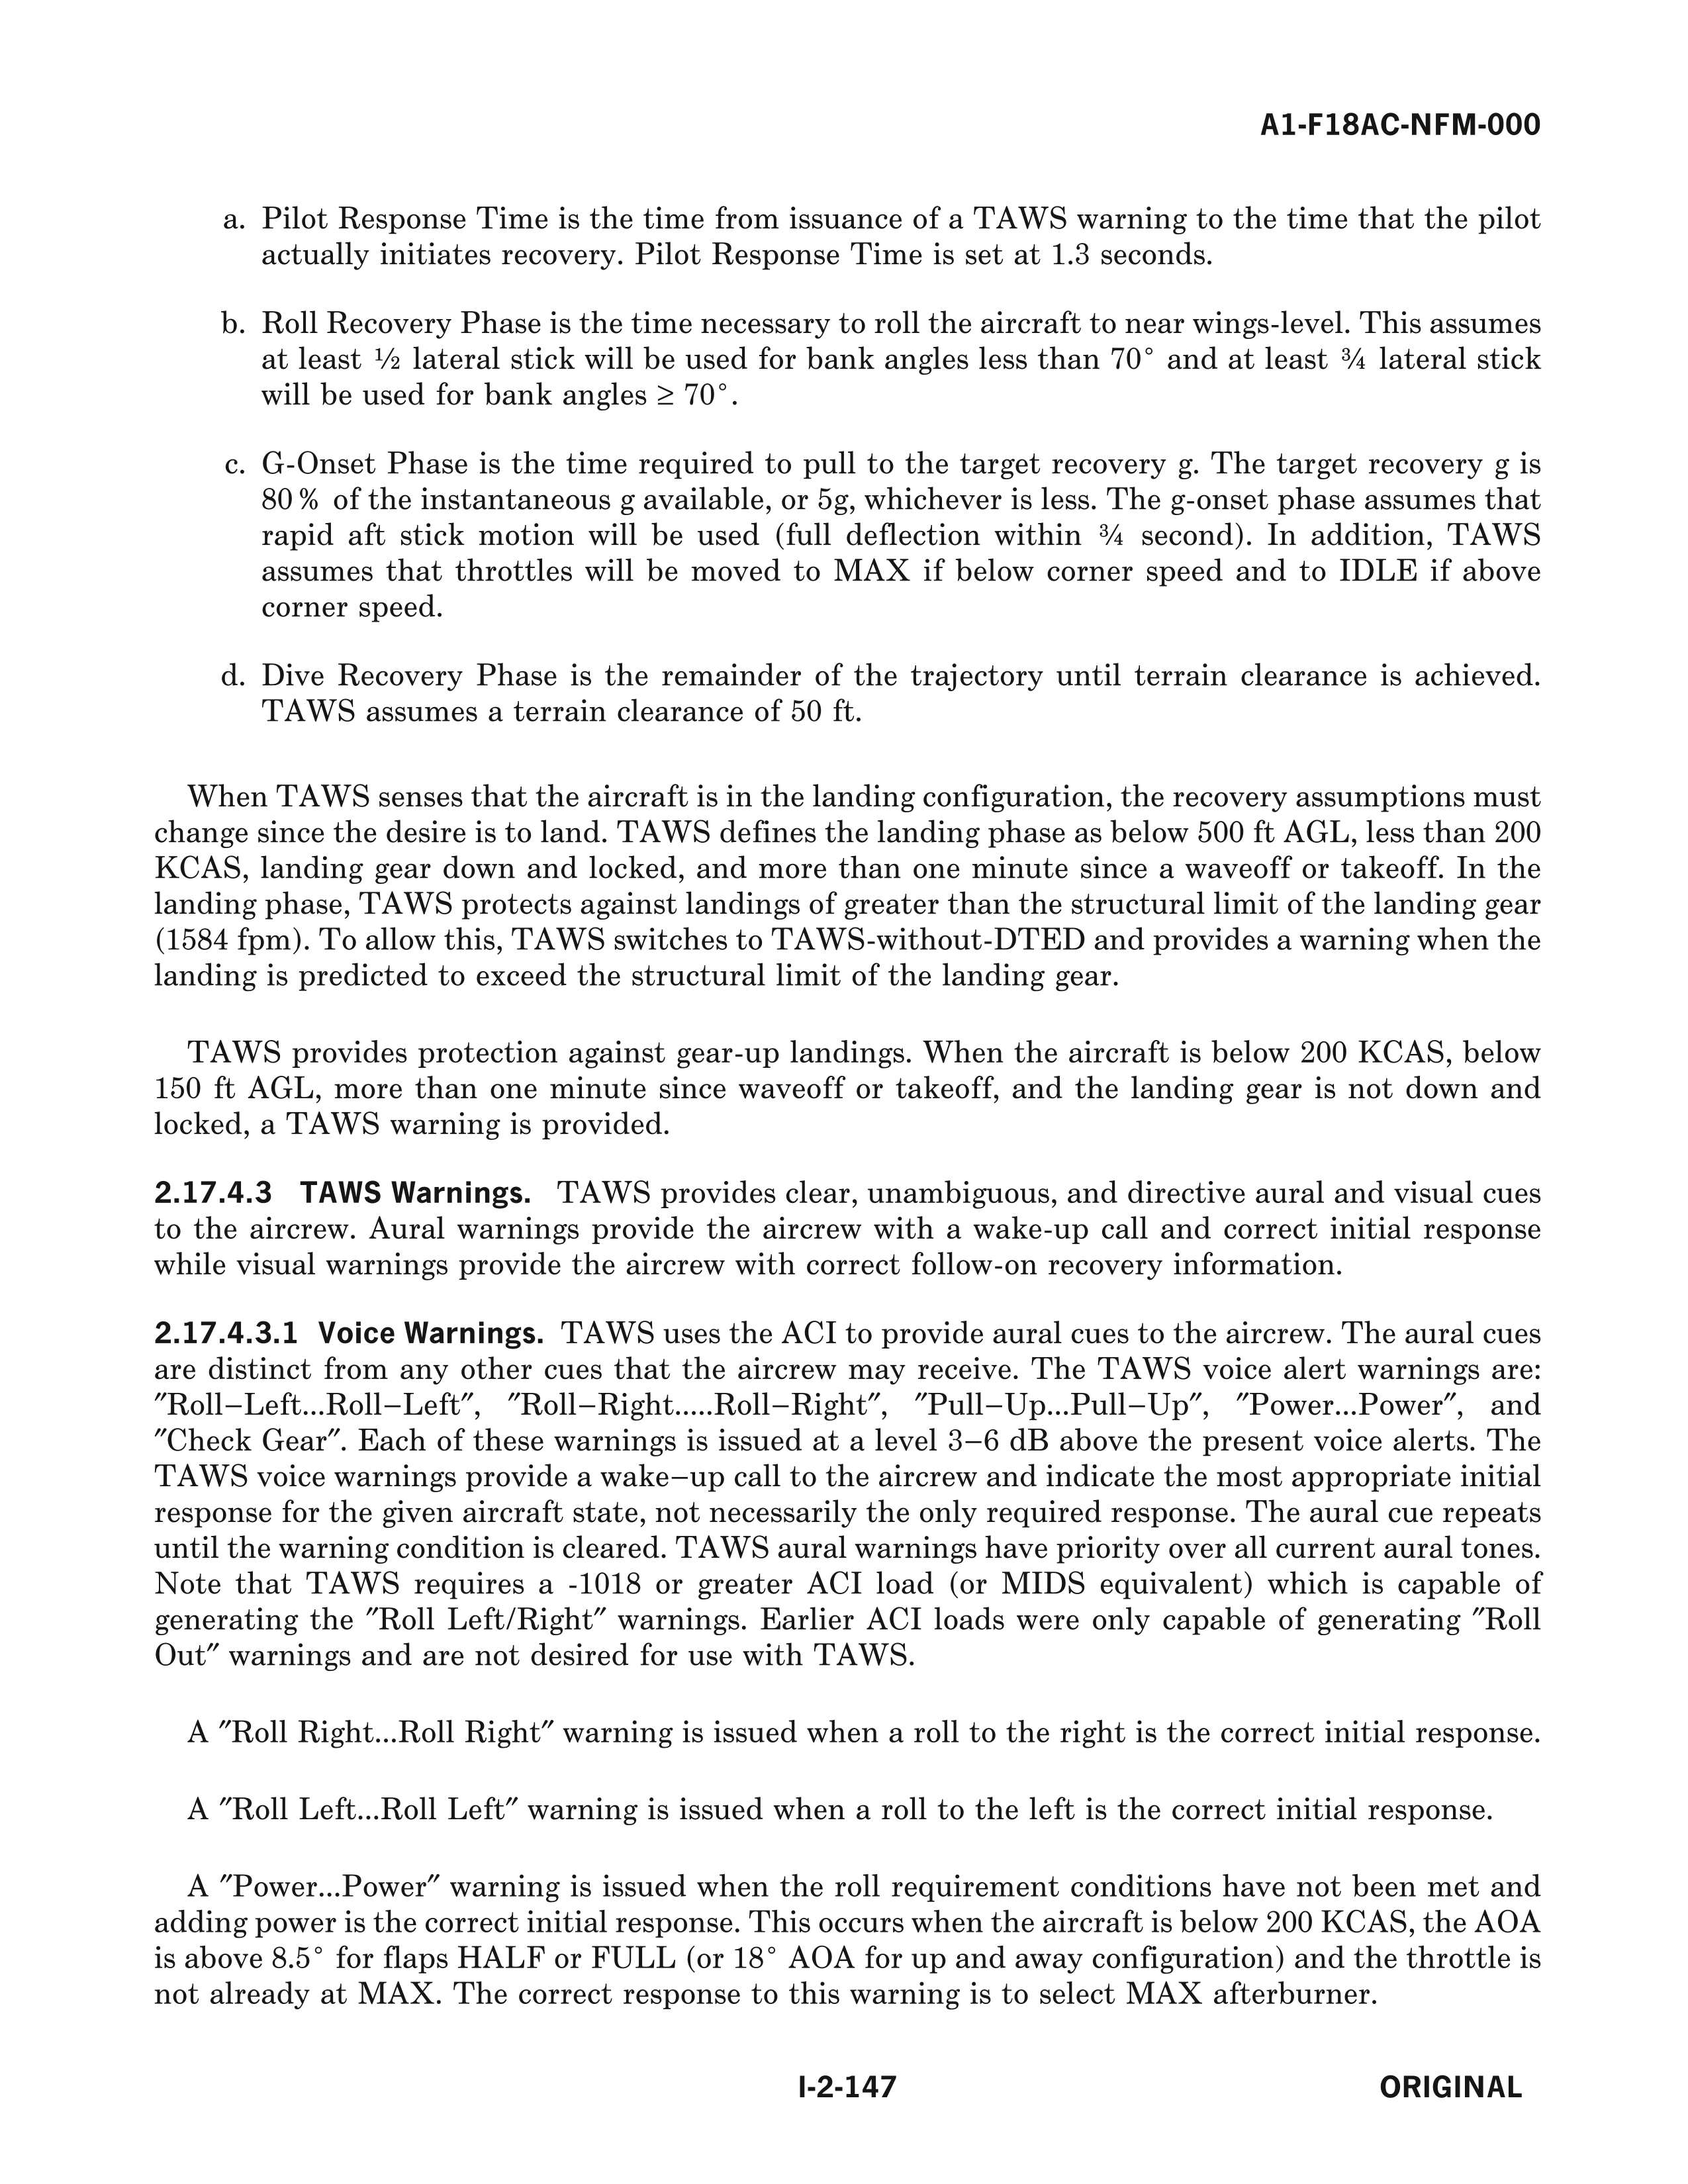 A1-F18AC-NFM-000
a. Pilot Response Time is the time from issuance of a TAWS warning to the time that the pilot
actually initiates recovery. Pilot Response Time is set at 1.3 seconds.
b. Roll Recovery Phase is the time necessary to roll the aircraft to near wings-level. This assumes
at least ½ lateral stick will be used for bank angles less than 70° and at least ¾ lateral stick
will be used for bank angles ≥ 70°.
c. G-Onset Phase is the time required to pull to the target recovery g. The target recovery g is
80% of the instantaneous g available, or 5g, whichever is less. The g-onset phase assumes that
rapid aft stick motion will be used (full deflection within ¾ second). In addition, TAWS
assumes that throttles will be moved to MAX if below corner speed and to IDLE if above
corner speed.
d. Dive Recovery Phase is the remainder of the trajectory until terrain clearance is achieved.
TAWS assumes a terrain clearance of 50 ft.
When TAWS senses that the aircraft is in the landing configuration, the recovery assumptions must
change since the desire is to land. TAWS defines the landing phase as below 500 ft AGL, less than 200
KCAS, landing gear down and locked, and more than one minute since a waveoff or takeoff. In the
landing phase, TAWS protects against landings of greater than the structural limit of the landing gear
(1584 fpm). To allow this, TAWS switches to TAWS-without-DTED and provides a warning when the
landing is predicted to exceed the structural limit of the landing gear.
TAWS provides protection against gear-up landings. When the aircraft is below 200 KCAS, below
150 ft AGL, more than one minute since waveoff or takeoff, and the landing gear is not down and
locked, a TAWS warning is provided.
2.17.4.3 TAWS Warnings. TAWS provides clear, unambiguous, and directive aural and visual cues
to the aircrew. Aural warnings provide the aircrew with a wake-up call and correct initial response
while visual warnings provide the aircrew with correct follow-on recovery information.
2.17.4.3.1 Voice Warnings. TAWS uses the ACI to provide aural cues to the aircrew. The aural cues
are distinct from any other cues that the aircrew may receive. The TAWS voice alert warnings are:
″Roll−Left...Roll−Left″, ″Roll−Right.....Roll−Right″, ″Pull−Up...Pull−Up″, ″Power...Power″, and
″Check Gear″. Each of these warnings is issued at a level 3−6 dB above the present voice alerts. The
TAWS voice warnings provide a wake−up call to the aircrew and indicate the most appropriate initial
response for the given aircraft state, not necessarily the only required response. The aural cue repeats
until the warning condition is cleared. TAWS aural warnings have priority over all current aural tones.
Note that TAWS requires a -1018 or greater ACI load (or MIDS equivalent) which is capable of
generating the ″Roll Left/Right″ warnings. Earlier ACI loads were only capable of generating ″Roll
Out″ warnings and are not desired for use with TAWS.
A ″Roll Right...Roll Right″ warning is issued when a roll to the right is the correct initial response.
A ″Roll Left...Roll Left″ warning is issued when a roll to the left is the correct initial response.
A ″Power...Power″ warning is issued when the roll requirement conditions have not been met and
adding power is the correct initial response. This occurs when the aircraft is below 200 KCAS, the AOA
is above 8.5° for flaps HALF or FULL (or 18° AOA for up and away configuration) and the throttle is
not already at MAX. The correct response to this warning is to select MAX afterburner.
I-2-147
ORIGINAL